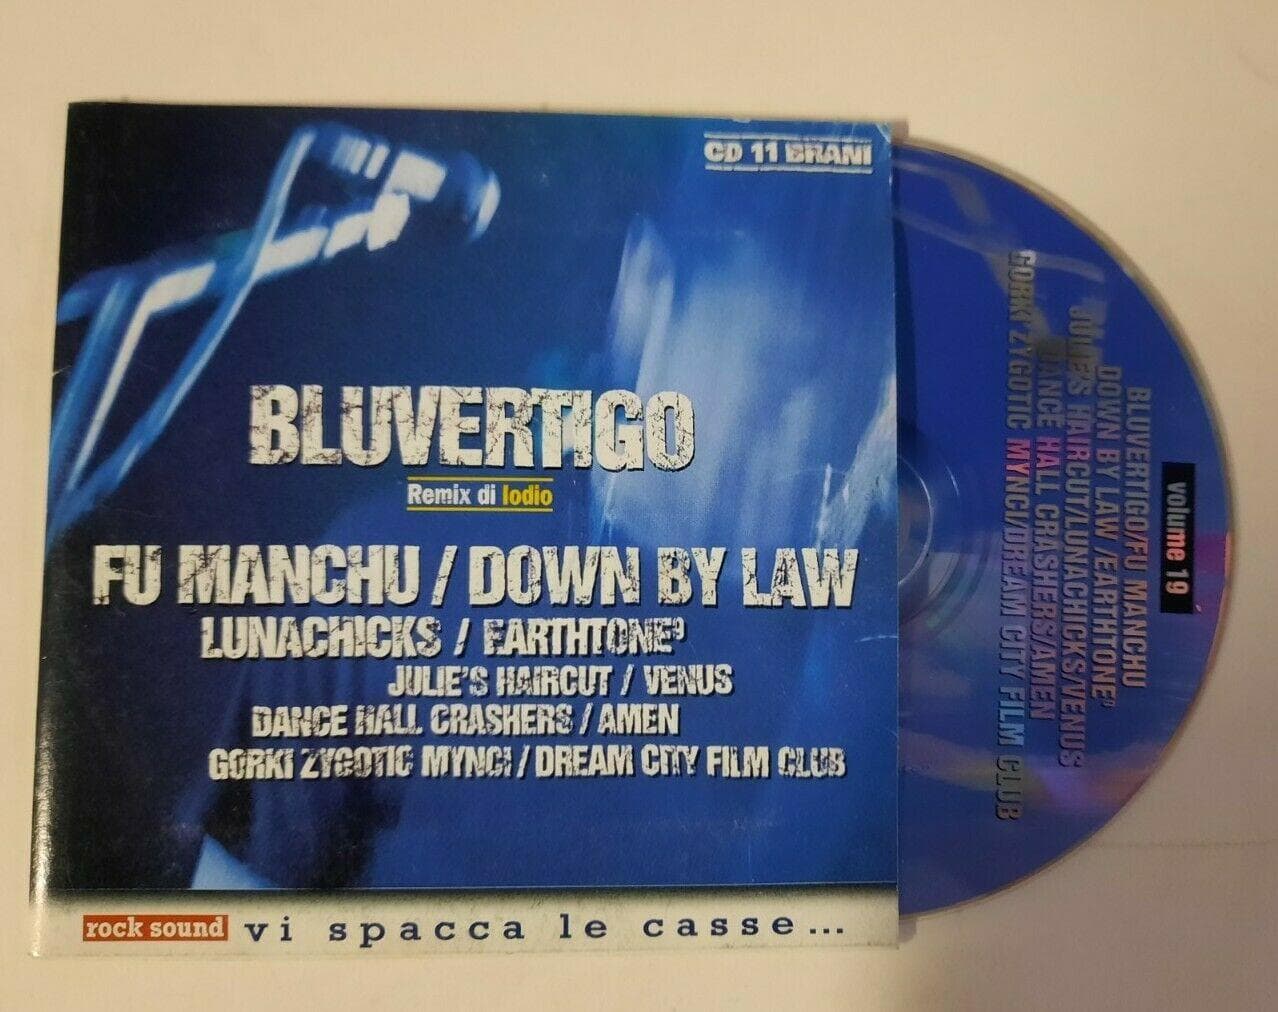 CD 11 BRANI
BLUVERTIGO
Remix di Iodio
FU MANCHU / DOWN BY LAW
LUNACHICKS / EARTHTONE⁹
JULIE'S HAIRCUT / VENUS
DANCE HALL CRASHERS / AMEN
GORKI ZYGOTIC MYNCI / DREAM CITY FILM CLUB
rock sound vi spacca le casse...
volume 19
BLUVERTIGO/FU MANCHU
DOWN BY LAW /EARTHTONE⁹
JULIE'S HAIRCUT/LUNACHICKS/VENUS
DANCE HALL CRASHERS/AMEN
GORKI ZYGOTIC MYNCI/DREAM CITY FILM CLUB